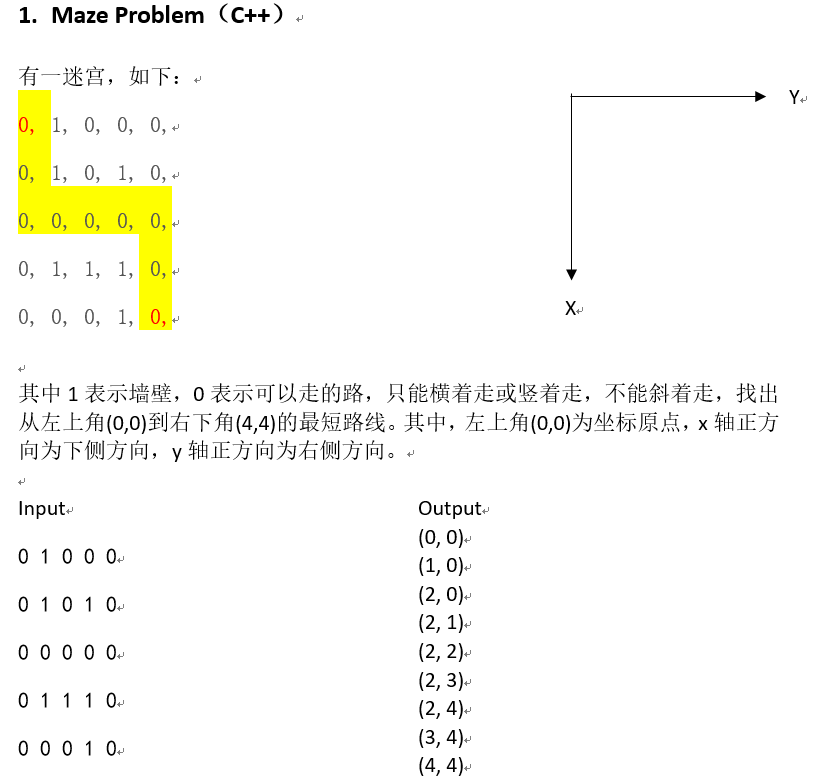 1. Maze Problem（C++）
有一迷宫，如下：
0, 1, 0, 0, 0,
0, 1, 0, 1, 0,
0, 0, 0, 0, 0,
0, 1, 1, 1, 0,
0, 0, 0, 1, 0,
Y
X
其中 1 表示墙壁，0 表示可以走的路，只能横着走或竖着走，不能斜着走，找出
从左上角(0,0)到右下角(4,4)的最短路线。其中，左上角(0,0)为坐标原点，x 轴正方
向为下侧方向，y 轴正方向为右侧方向。
Input
0 1 0 0 0
0 1 0 1 0
0 0 0 0 0
0 1 1 1 0
0 0 0 1 0
Output
(0, 0)
(1, 0)
(2, 0)
(2, 1)
(2, 2)
(2, 3)
(2, 4)
(3, 4)
(4, 4)